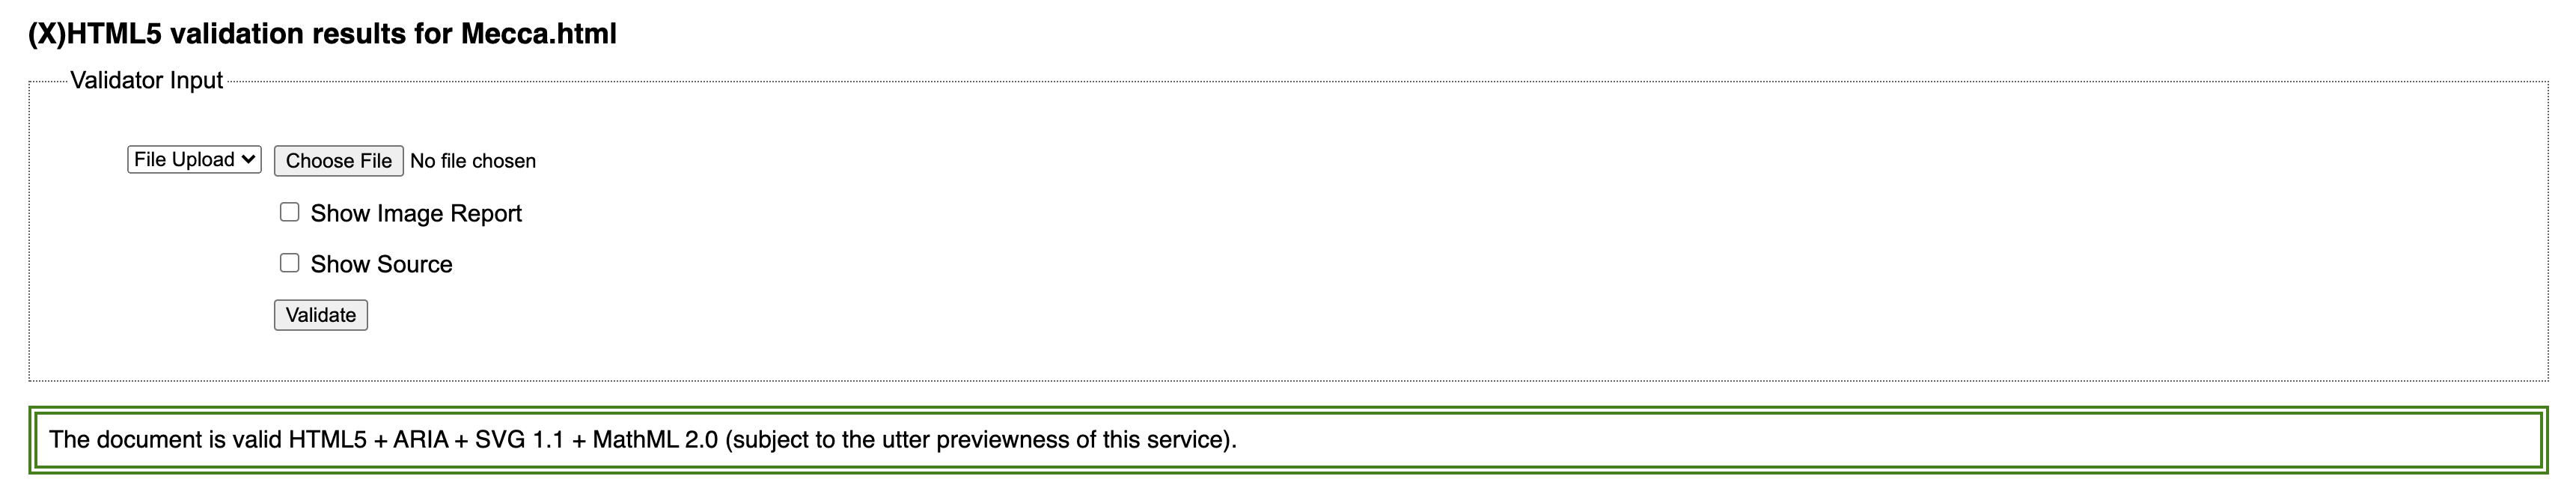 (X)HTML5 validation results for Mecca.html
Validator Input
File Upload Choose File No file chosen
Show Image Report
Show Source
Validate
The document is valid HTML5 + ARIA + SVG 1.1 + MathML 2.0 (subject to the utter previewness of this service).